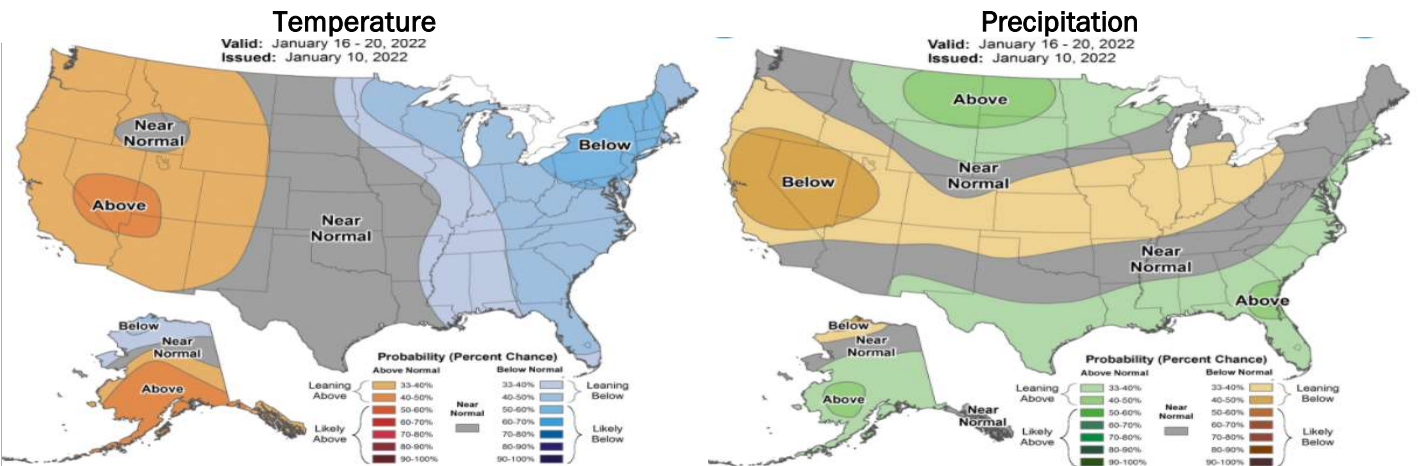 Temperature
Valid: January 16 - 20, 2022
Issued: January 10, 2022
Near
Normal
Above
Near
Normal
Below
Below
Near
Normal
Above
Probability (Percent Chance)
Above Normal
Below Normal
Leaning
Above
33-40%
40-50%
Likely
Above
50-60%
60-70%
70-80%
80-90%
90-100%
Near
Normal
33-40%
40-50%
Leaning
Below
50-60%
60-70%
70-80%
80-90%
90-100%
Likely
Below
Precipitation
Valid: January 16 - 20, 2022
Issued: January 10, 2022
Above
Near
Normal
Below
Near
Normal
Above
Below
Near
Normal
Above
Near
Normal
Probability (Percent Chance)
Above Normal
Below Normal
Leaning
Above
33-40%
40-50%
Likely
Above
50-60%
60-70%
70-80%
80-90%
90-100%
Near
Normal
33-40%
40-50%
Leaning
Below
50-60%
60-70%
70-80%
80-90%
90-100%
Likely
Below